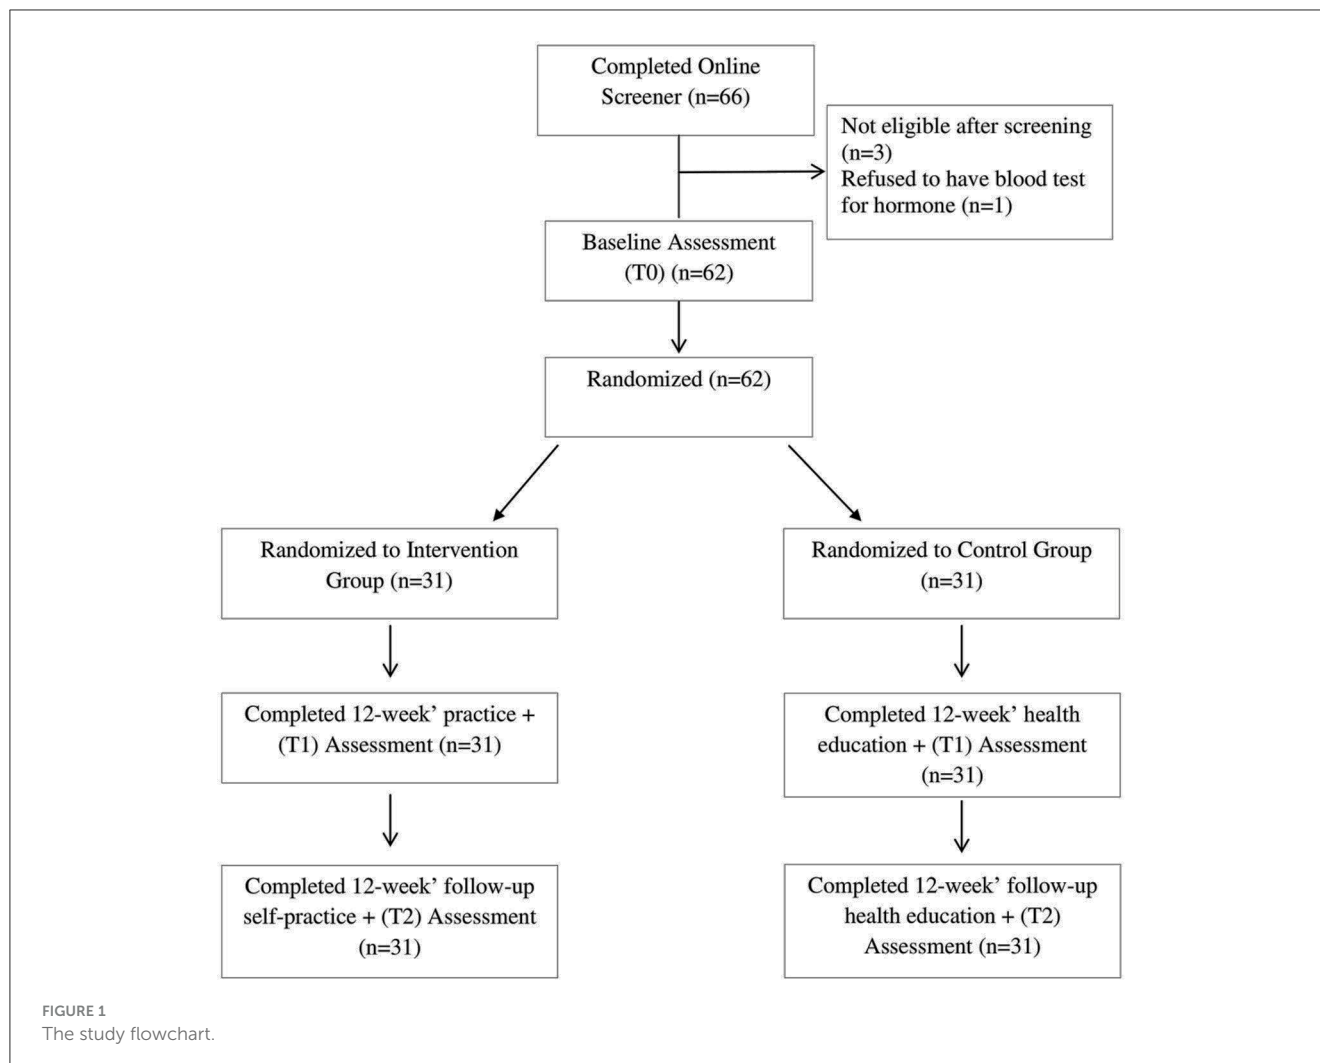 Completed Online
Screener (n=66)
Not eligible after screening
(n=3)
Refused to have blood test
for hormone (n=1)
Baseline Assessment
(T0) (n=62)
Randomized (n=62)
Randomized to Intervention
Group (n=31)
Randomized to Control Group
(n=31)
Completed 12-week’ practice +
(T1) Assessment (n=31)
Completed 12-week’ health
education + (T1) Assessment
(n=31)
Completed 12-week’ follow-up
self-practice + (T2) Assessment
(n=31)
Completed 12-week’ follow-up
health education + (T2)
Assessment (n=31)
FIGURE 1
The study flowchart.